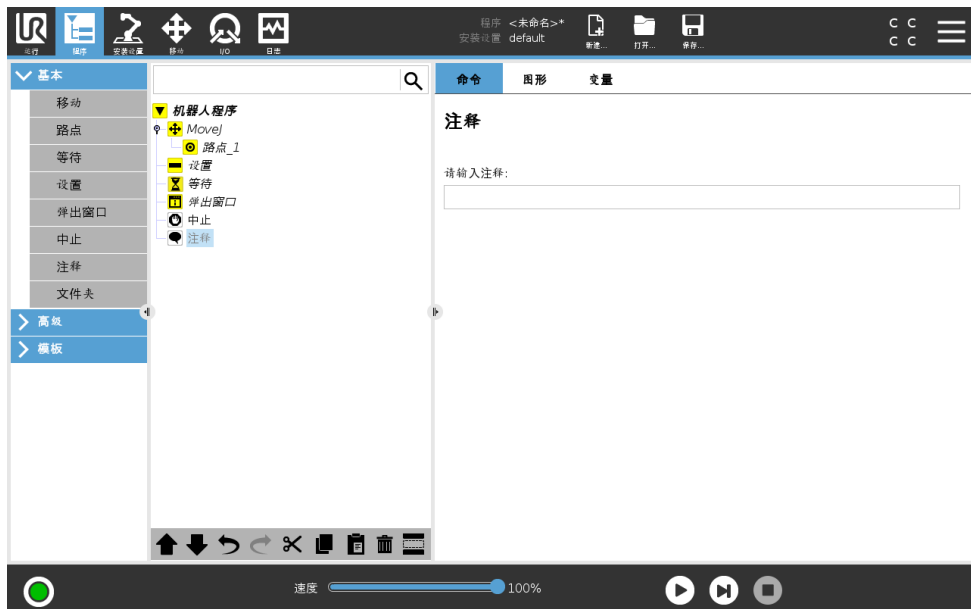 UR
运行
程序
安装设置
移动
I/O
日志
程序 <未命名>*
安装设置 default
新建...
打开...
保存...
C C
C C
基本
移动
路点
等待
设置
弹出窗口
中止
注释
文件夹
高级
模板
机器人程序
MoveJ
路点_1
设置
等待
弹出窗口
中止
注释
命令 图形 变量
注释
请输入注释:
速度 100%